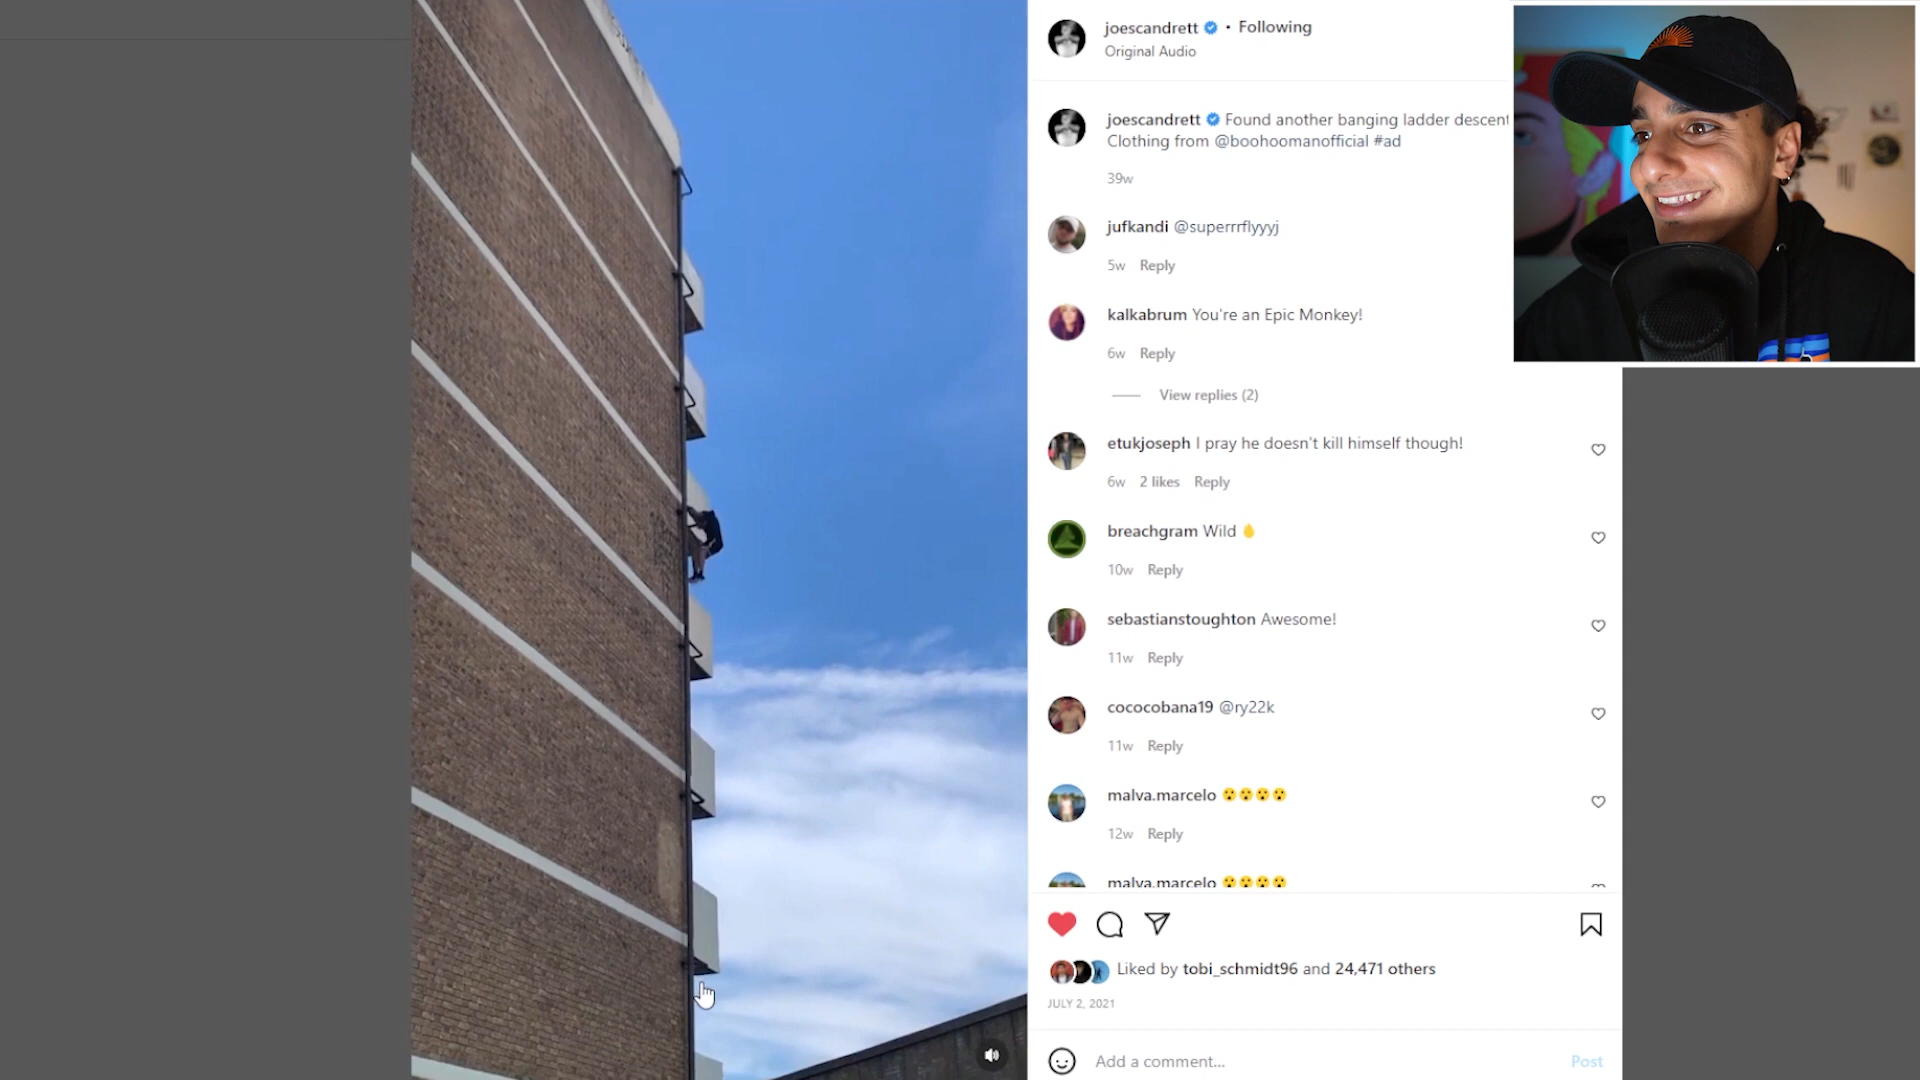 joescandrett • Following
Original Audio
joescandrett Found another banging ladder descent
Clothing from @boohoomanofficial #ad
39w
jufkandi @superrrflyyyj
5w Reply
kalkabrum You're an Epic Monkey!
6w Reply
View replies (2)
etukjoseph I pray he doesn't kill himself though!
6w 2 likes Reply
breachgram Wild
10w Reply
sebastianstoughton Awesome!
11w Reply
cococobana19 @ry22k
11w Reply
malva.marcelo 😮😮😮😮
12w Reply
malva.marcelo 😮😮😮😮
Liked by tobi_schmidt96 and 24,471 others
JULY 2, 2021
Add a comment...
Post